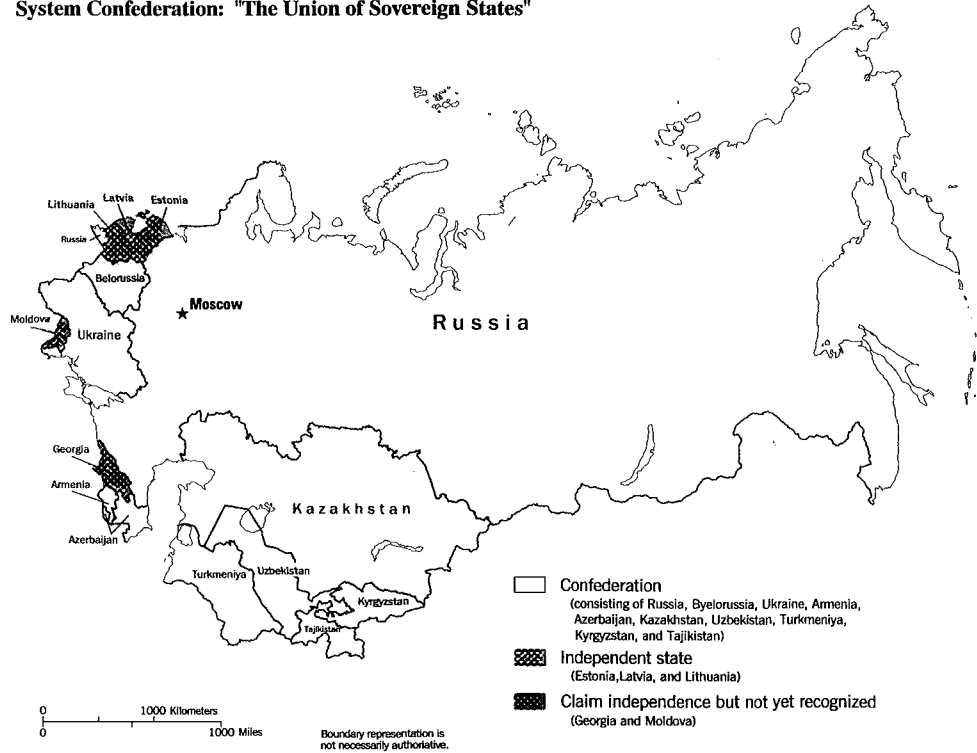 System Confederation: "The Union of Sovereign States"
Lithuania
Latvia
Estonia
Russia
Belorussia
Moscow
Russia
Moldova
Ukraine
Georgia
Armenia
Azerbaijan
Kazakhstan
Turkmeniya
Uzbekistan
Kyrgyzstan
Tajikistan
Confederation
(consisting of Russia, Byelorussia, Ukraine, Armenia,
Azerbaijan, Kazakhstan, Uzbekistan, Turkmeniya,
Kyrgyzstan, and Tajikistan)
Independent state
(Estonia,Latvia, and Lithuania)
Claim independence but not yet recognized
(Georgia and Moldova)
0 1000 Kilometers
0 1000 Miles
Boundary representation is
not necessarily authoriative.